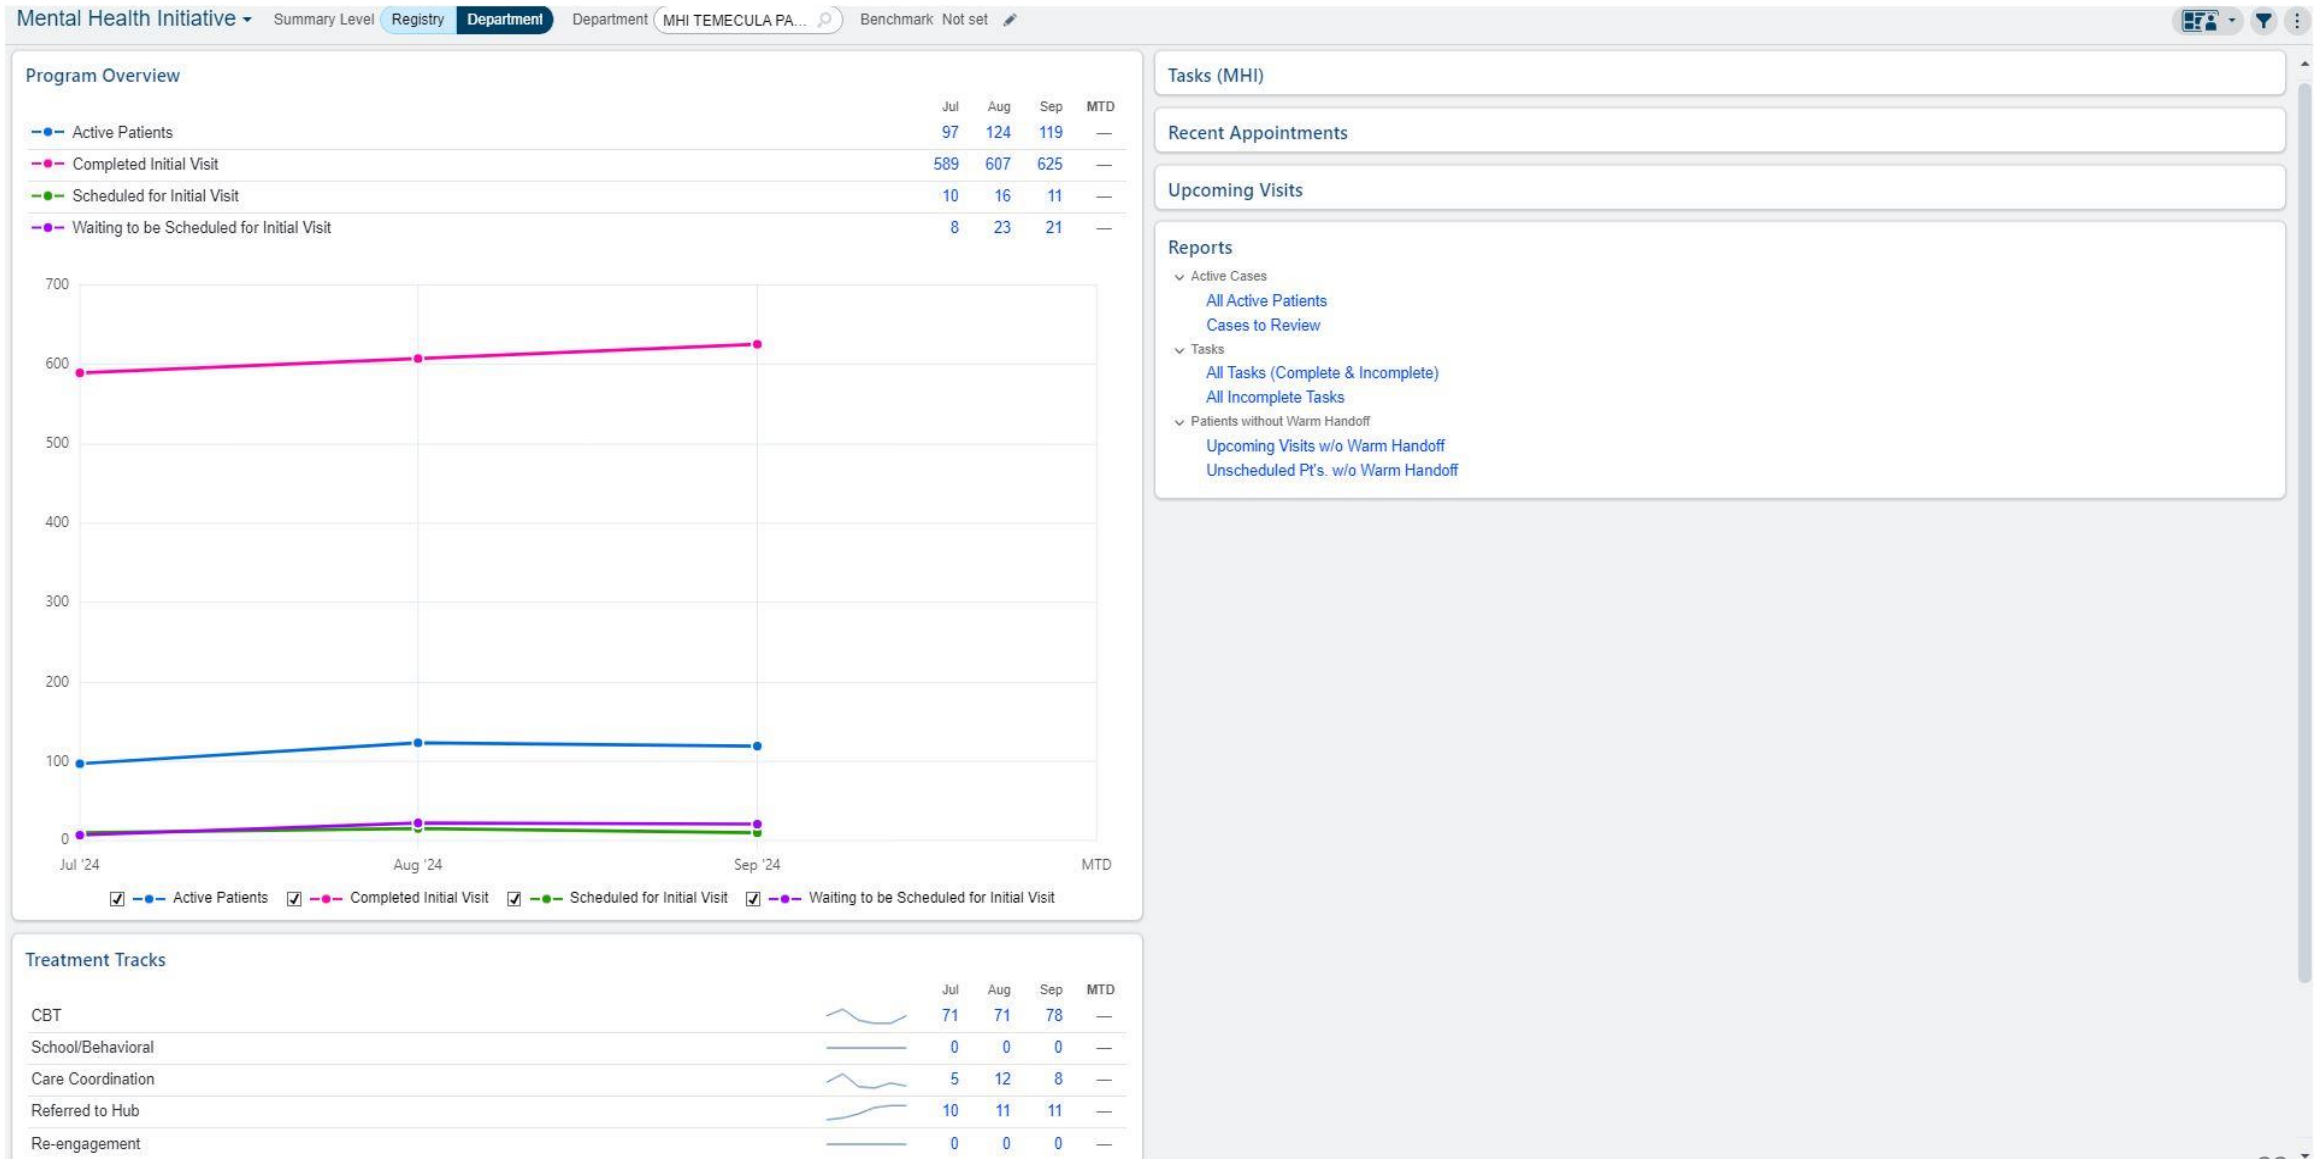 Mental Health Initiative Summary Level Registry Department Department MHI TEMECULA PA... Benchmark Not set
Program Overview
Jul Aug Sep MTD
Active Patients 97 124 119 —
Completed Initial Visit 589 607 625 —
Scheduled for Initial Visit 10 16 11 —
Waiting to be Scheduled for Initial Visit 8 23 21 —
700
600
500
400
300
200
100
0
Jul '24 Aug '24 Sep '24 MTD
Active Patients Completed Initial Visit Scheduled for Initial Visit Waiting to be Scheduled for Initial Visit
Treatment Tracks
Jul Aug Sep MTD
CBT 71 71 78 —
School/Behavioral 0 0 0 —
Care Coordination 5 12 8 —
Referred to Hub 10 11 11 —
Re-engagement 0 0 0 —
Tasks (MHI)
Recent Appointments
Upcoming Visits
Reports
Active Cases
All Active Patients
Cases to Review
Tasks
All Tasks (Complete & Incomplete)
All Incomplete Tasks
Patients without Warm Handoff
Upcoming Visits w/o Warm Handoff
Unscheduled Pt's. w/o Warm Handoff